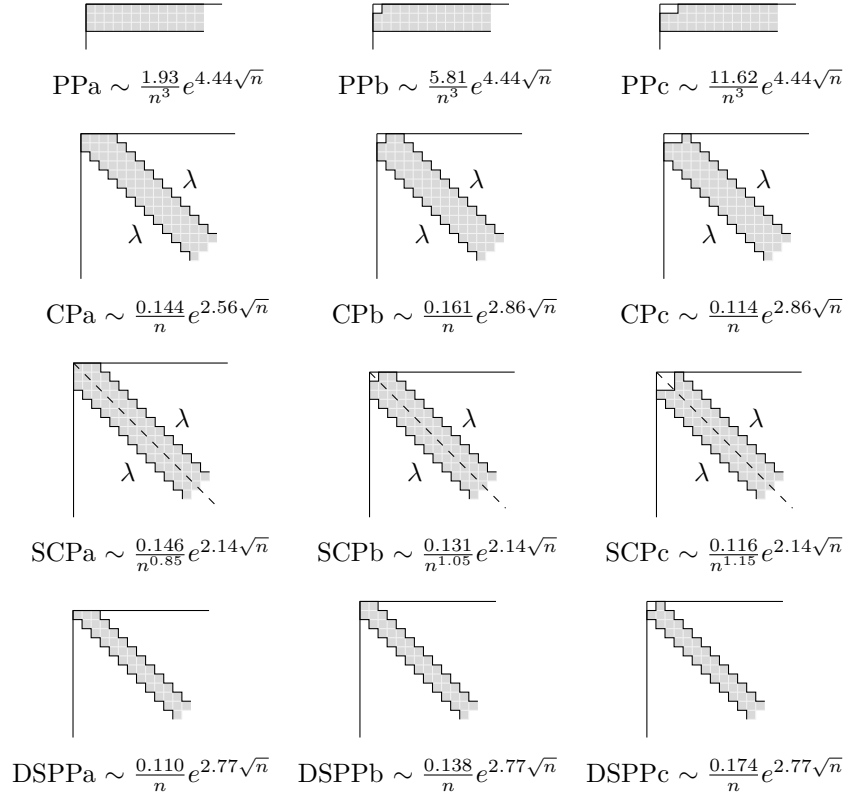 PPa ∼ 1.93/n^3 e^{4.44√n} PPb ∼ 5.81/n^3 e^{4.44√n} PPc ∼ 11.62/n^3 e^{4.44√n}
λ λ λ
λ λ λ
CPa ∼ 0.144/n e^{2.56√n} CPb ∼ 0.161/n e^{2.86√n} CPc ∼ 0.114/n e^{2.86√n}
λ λ λ
λ λ λ
SCPa ∼ 0.146/n^{0.85} e^{2.14√n} SCPb ∼ 0.131/n^{1.05} e^{2.14√n} SCPc ∼ 0.116/n^{1.15} e^{2.14√n}
DSPPa ∼ 0.110/n e^{2.77√n} DSPPb ∼ 0.138/n e^{2.77√n} DSPPc ∼ 0.174/n e^{2.77√n}